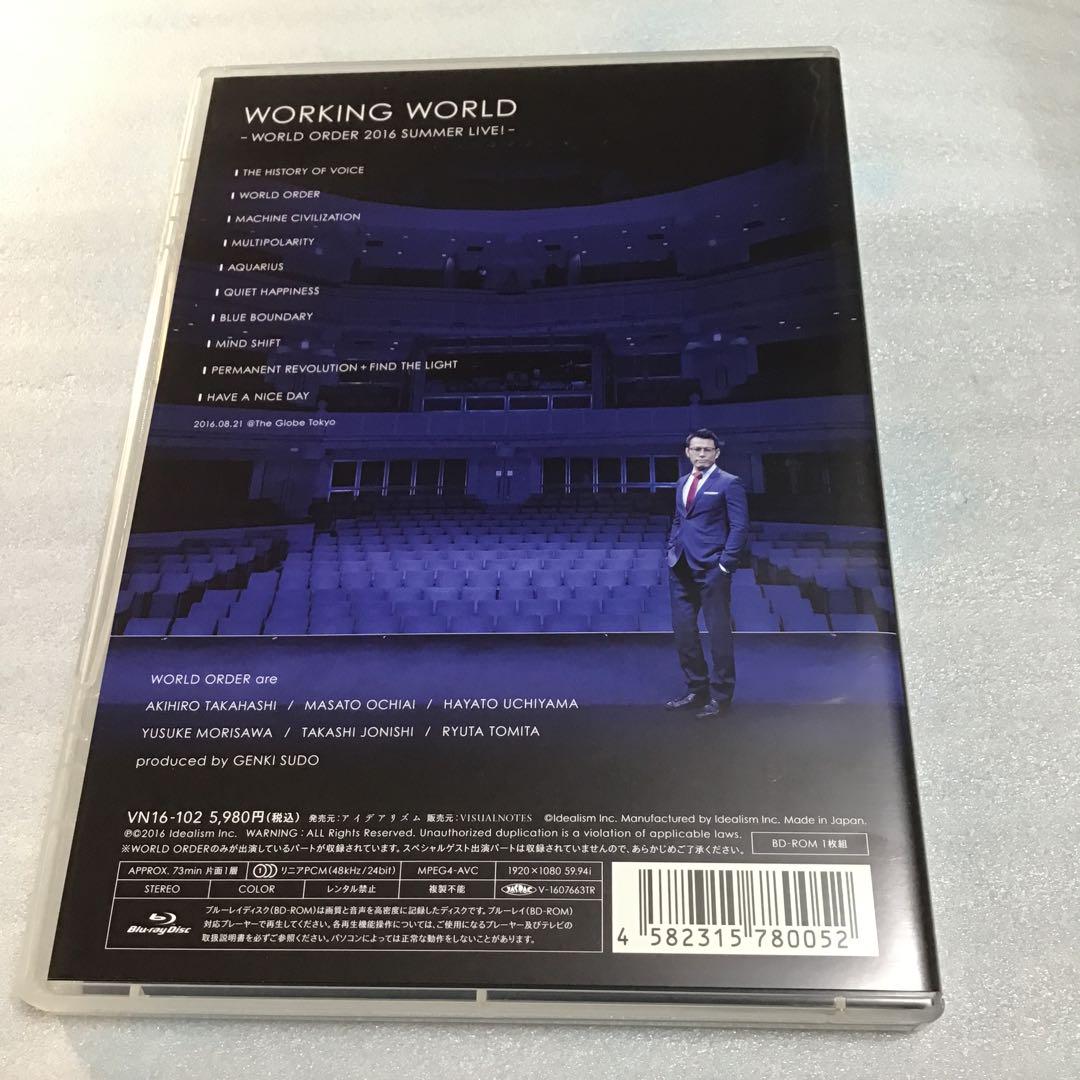 WORKING WORLD
- WORLD ORDER 2016 SUMMER LIVE! -
THE HISTORY OF VOICE
WORLD ORDER
MACHINE CIVILIZATION
MULTIPOLARITY
AQUARIUS
QUIET HAPPINESS
BLUE BOUNDARY
MIND SHIFT
PERMANENT REVOLUTION + FIND THE LIGHT
HAVE A NICE DAY
2016.08.21 @The Globe Tokyo
WORLD ORDER are
AKIHIRO TAKAHASHI / MASATO OCHIAI / HAYATO UCHIYAMA
YUSUKE MORISAWA / TAKASHI JONISHI / RYUTA TOMITA
produced by GENKI SUDO
VN16-102 5,980円(税込) 発売元:アイデアリズム 販売元:VISUALNOTES ©Idealism Inc. Manufactured by Idealism Inc. Made in Japan.
℗©2016 Idealism Inc. WARNING : ALL Rights Reserved. Unauthorized duplication is a violation of applicable laws.
※WORLD ORDERのみが出演しているパートが収録されています。スペシャルゲスト出演パートは収録されていませんので、あらかじめご了承ください。
BD-ROM 1枚組
APPROX. 73min 片面1層 1 リニアPCM(48kHz/24bit) MPEG4-AVC 1920×1080 59.94i
STEREO COLOR レンタル禁止 複製不能 V-1607663TR
Blu-ray Disc
ブルーレイディスク(BD-ROM)は画質と音声を高密度に記録したディスクです。ブルーレイ(BD-ROM)
対応プレーヤーで再生してください。各再生機能操作については、ご使用になるプレーヤー及びテレビの
取扱説明書を必ずご参照ください。パソコンによっては正常な動作をしないことがあります。
4 582315 780052